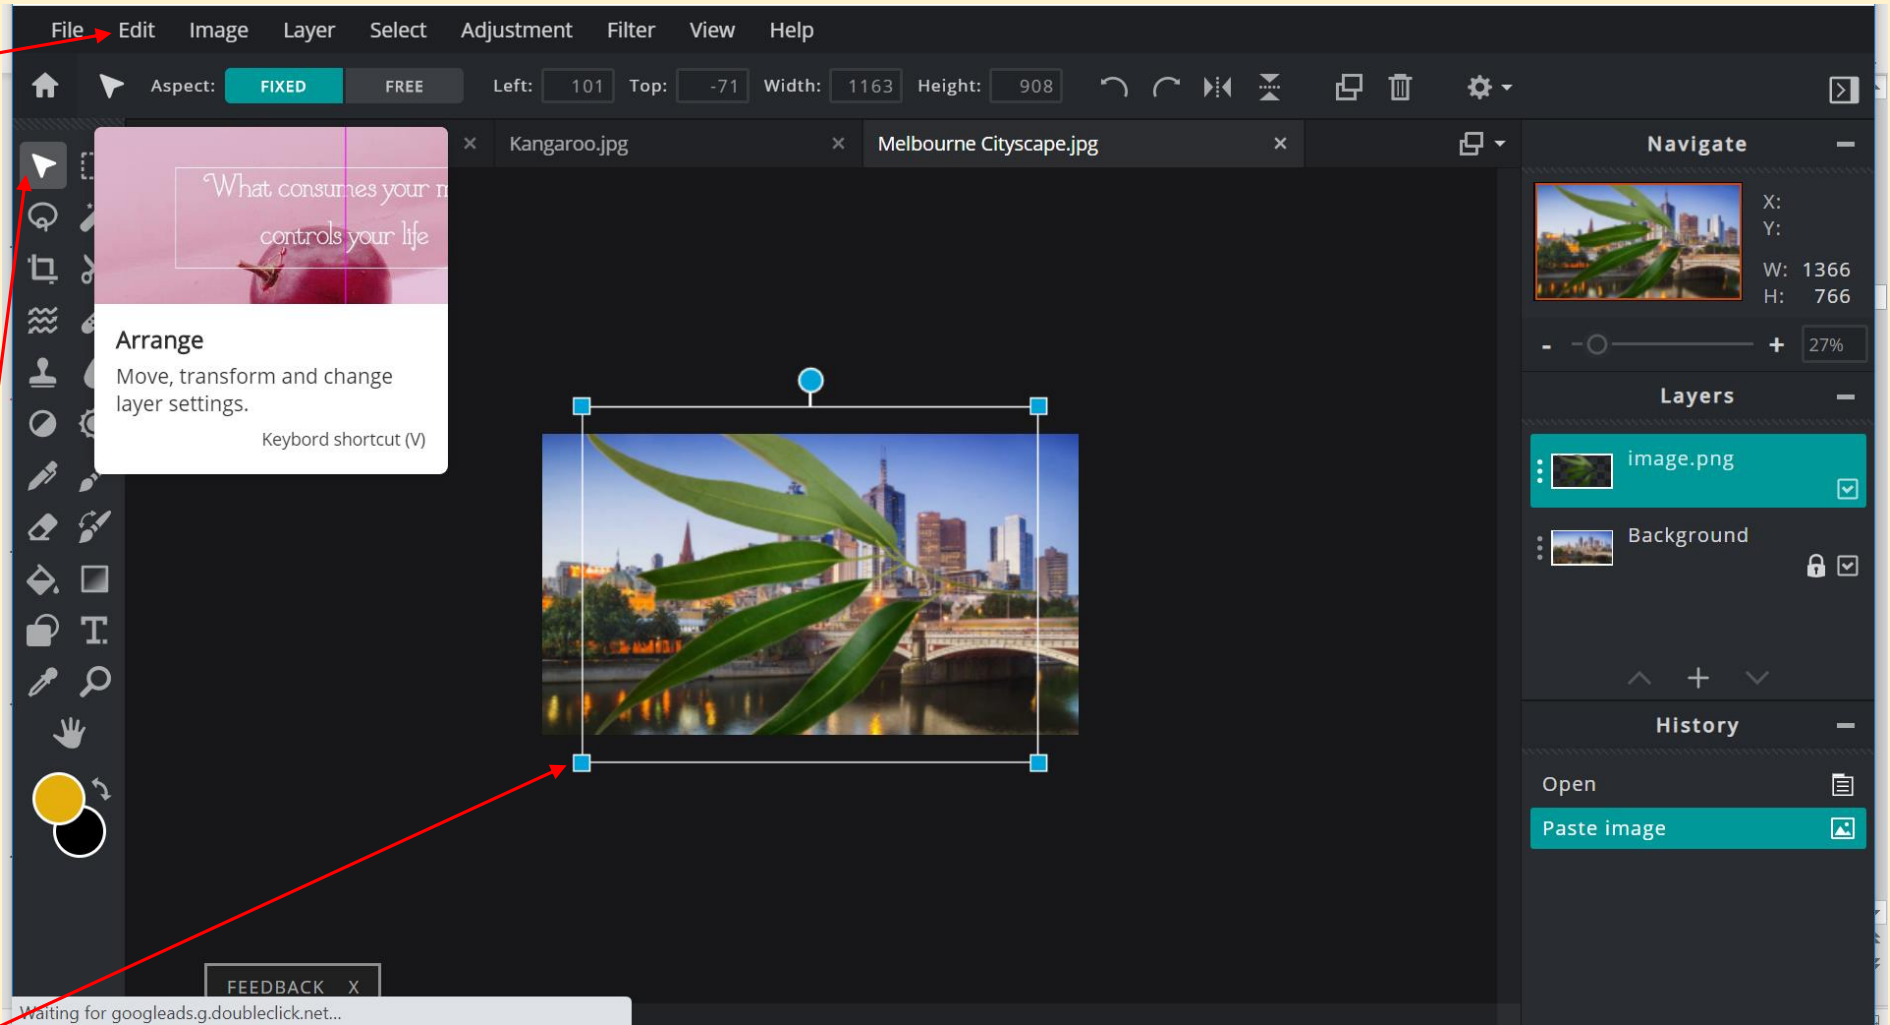 File Edit Image Layer Select Adjustment Filter View Help
Aspect: FIXED FREE Left: 101 Top: -71 Width: 1163 Height: 908
Kangaroo.jpg Melbourne Cityscape.jpg
What consumes your
controls your life
Arrange
Move, transform and change
layer settings.
Keybord shortcut (V)
Navigate
X:
Y:
W: 1366
H: 766
- + 27%
Layers
image.png
Background
History
Open
Paste image
FEEDBACK X
Waiting for googleads.g.doubleclick.net...